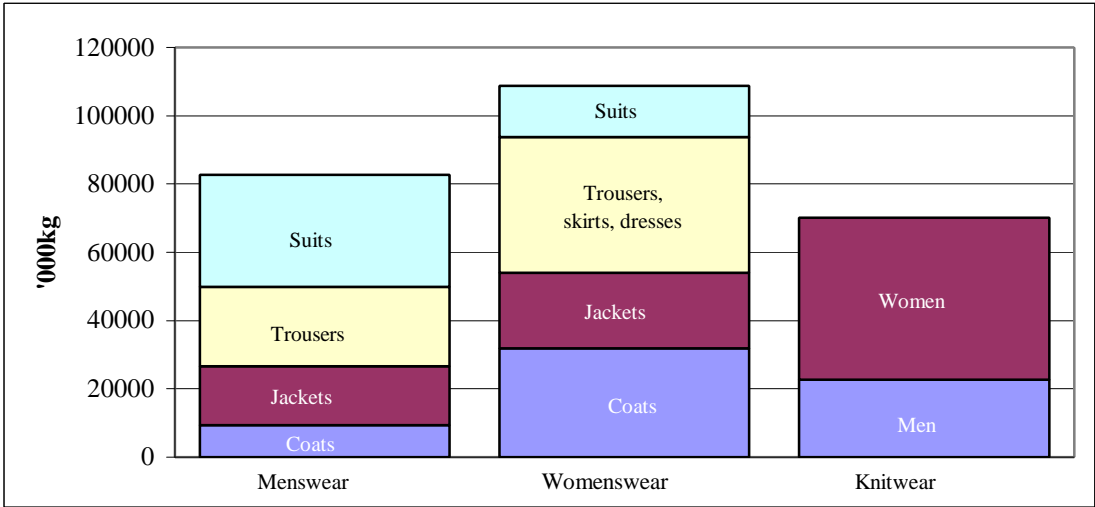 120000
100000
80000
60000
40000
20000
0
'000kg
Suits
Trousers
Jackets
Coats
Suits
Trousers,
skirts, dresses
Jackets
Coats
Women
Men
Menswear
Womenswear
Knitwear